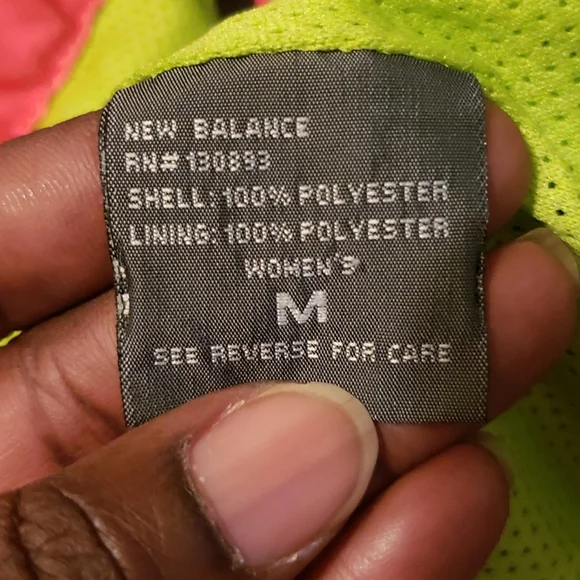 NEW BALANCE
RN# 130893
SHELL: 100% POLYESTER
LINING: 100% POLYESTER
WOMEN'S
M
SEE REVERSE FOR CARE